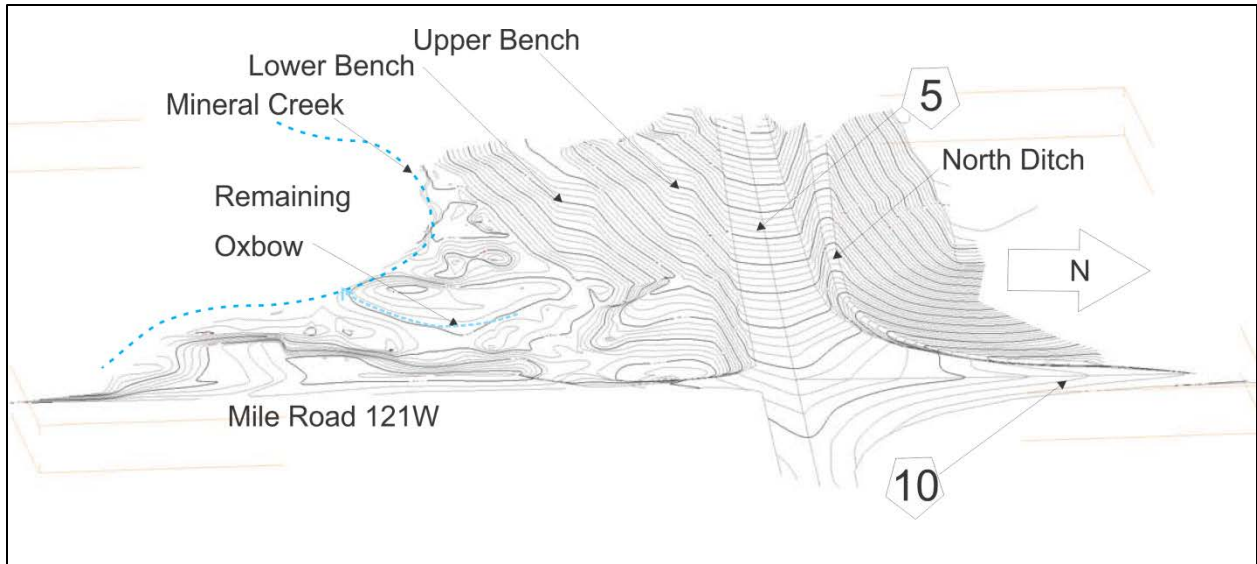 Upper Bench
Lower Bench
Mineral Creek
5
Remaining
Oxbow
North Ditch
N
Mile Road 121W
10